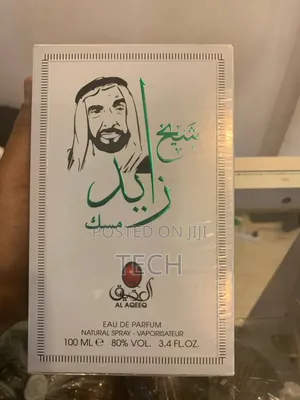 شيخ
زايد
مسك
POSTED ON JIJI
TECH
العقيق
AL AQEEQ
EAU DE PARFUM
NATURAL SPRAY - VAPORISATEUR
100 ML e 80% VOL. 3.4 FL.OZ.